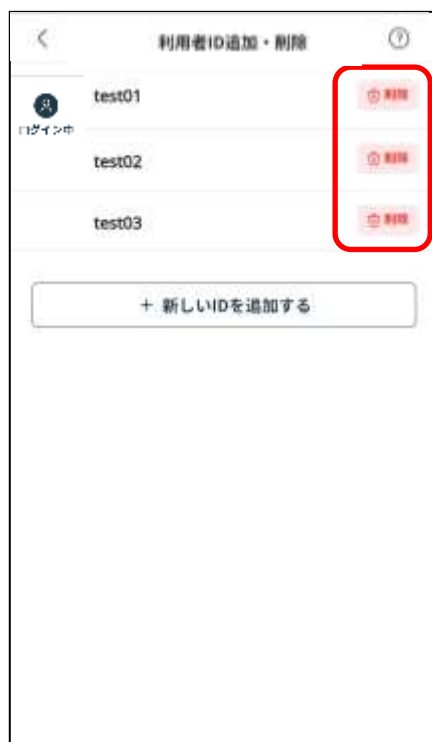 利用者ID追加・削除
test01
削除
ログイン中
test02
削除
test03
削除
+ 新しいIDを追加する